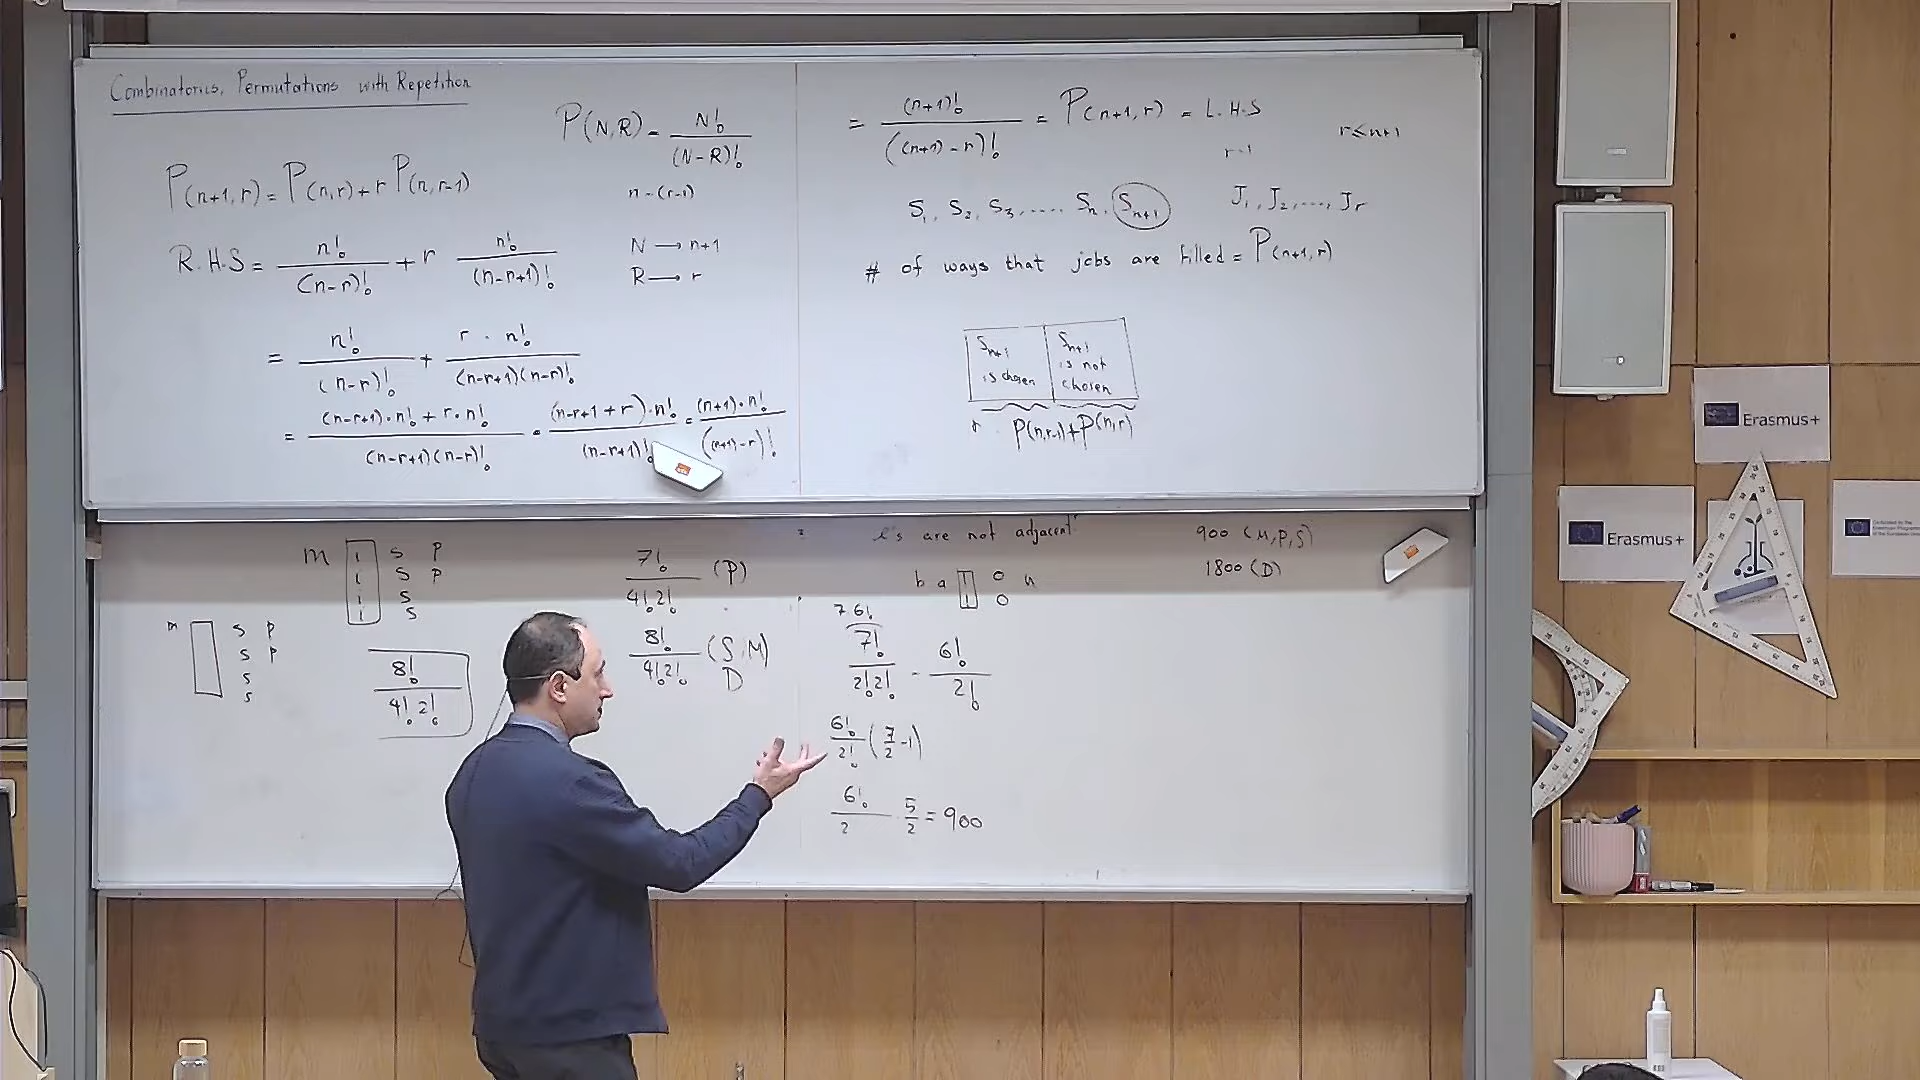 Combinatorics, Permutations with Repetition
P(N,R) = N! / (N-R)!
P(n+1,r) = P(n,r) + r P(n,r-1)
n-(r-1)
R.H.S = n! / (n-r)! + r n! / (n-r+1)!
N → n+1
R → r
= n! / (n-r)! + r · n! / (n-r+1)(n-r)!
= (n-r+1)·n! + r·n! / (n-r+1)(n-r)! = (n-r+1+r)·n! / (n-r+1)! = (n+1)·n! / ((n+1)-r)!
= (n+1)! / ((n+1)-r)! = P(n+1,r) = L.H.S
r≤n+1
r-1
S1, S2, S3, .... Sn, Sn+1
J1, J2, ..., Jr
# of ways that jobs are filled = P(n+1,r)
Sn+1 is chosen
Sn+1 is not chosen
r · P(n,r-1) + P(n,r)
m i s p
i s p
i s
i s
m s p
s p
s
s
8! / 4! 2!
7! / 4! 2! (P)
8! / 4! 2! (S,M)
D
l's are not adjacent
b a l o n
l o
7 6!
7! / 2! 2! - 6! / 2!
6! / 2! (7/2 - 1)
6! / 2 · 5/2 = 900
900 (M,P,S)
1800 (D)
Erasmus+
Erasmus+